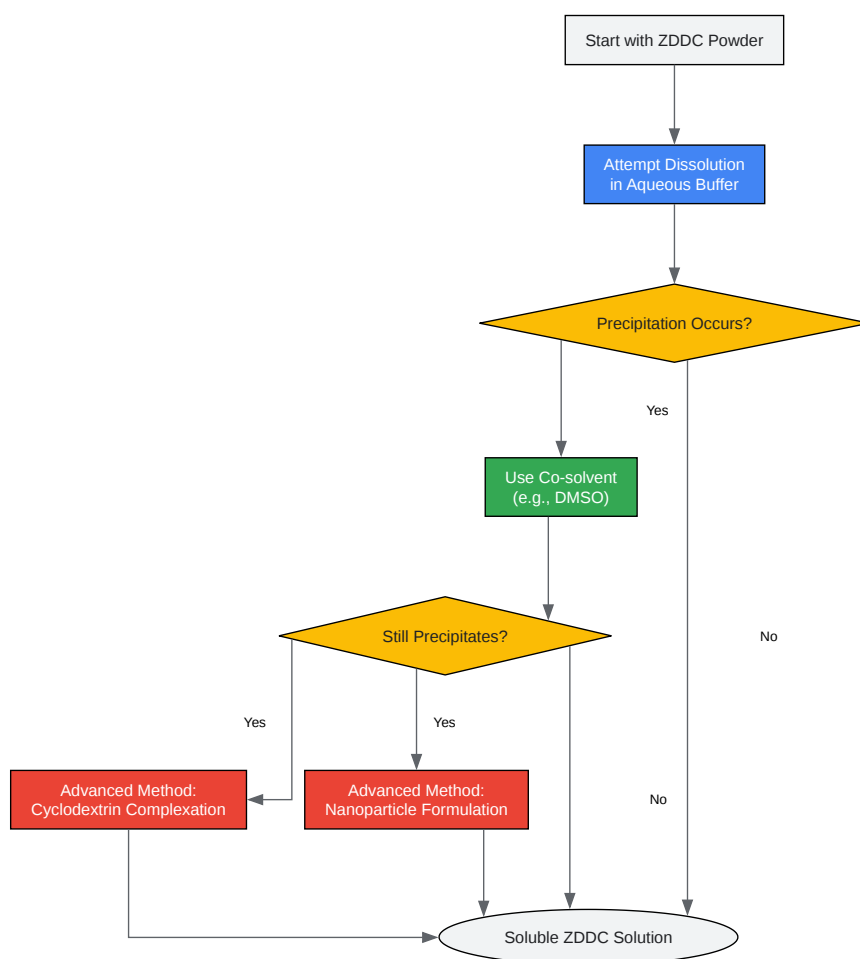 Start with ZDDC Powder
Attempt Dissolution
in Aqueous Buffer
Precipitation Occurs?
Yes
Use Co-solvent
(e.g., DMSO)
Still Precipitates?
No
Yes
Yes
Advanced Method:
Cyclodextrin Complexation
Advanced Method:
Nanoparticle Formulation
No
Soluble ZDDC Solution